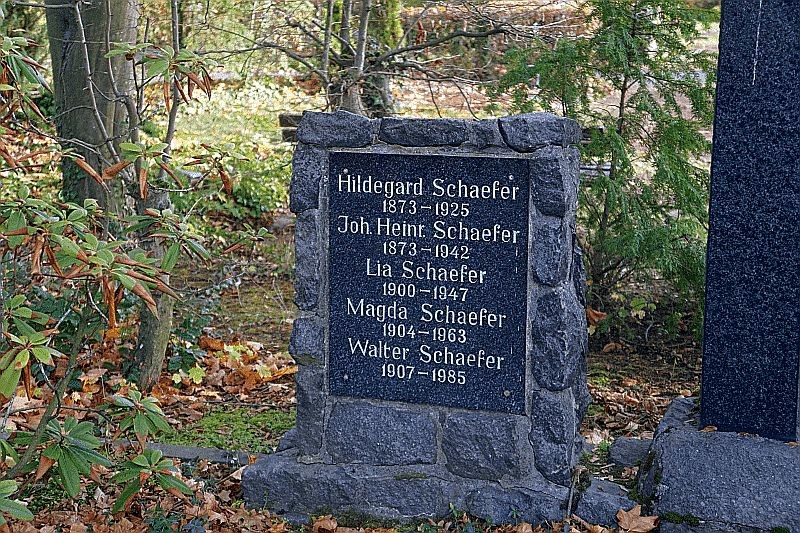 Hildegard Schaefer
1873-1925
Joh. Heinr. Schaefer
1873-1942
Lia Schaefer
1900-1947
Magda Schaefer
1904-1963
Walter Schaefer
1907-1985